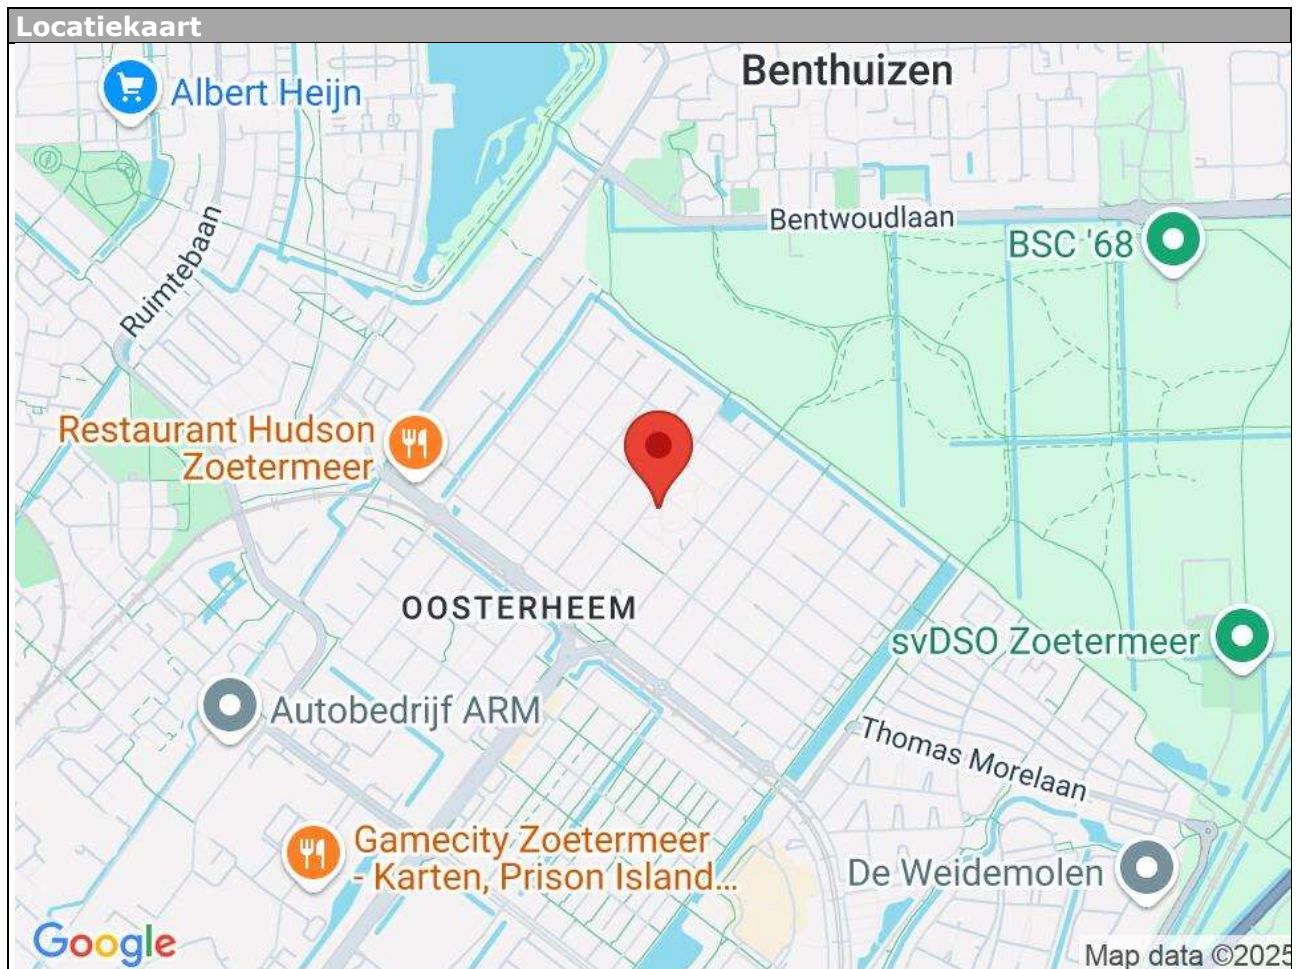 Locatiekaart
Benthuizen
Albert Heijn
Bentwoudlaan
BSC '68
Ruimtebaan
Restaurant Hudson
Zoetermeer
OOSTERHEEM
svDSO Zoetermeer
Autobedrijf ARM
Thomas Morelaan
Gamecity Zoetermeer
- Karten, Prison Island...
De Weidemolen
Google
Map data ©2025